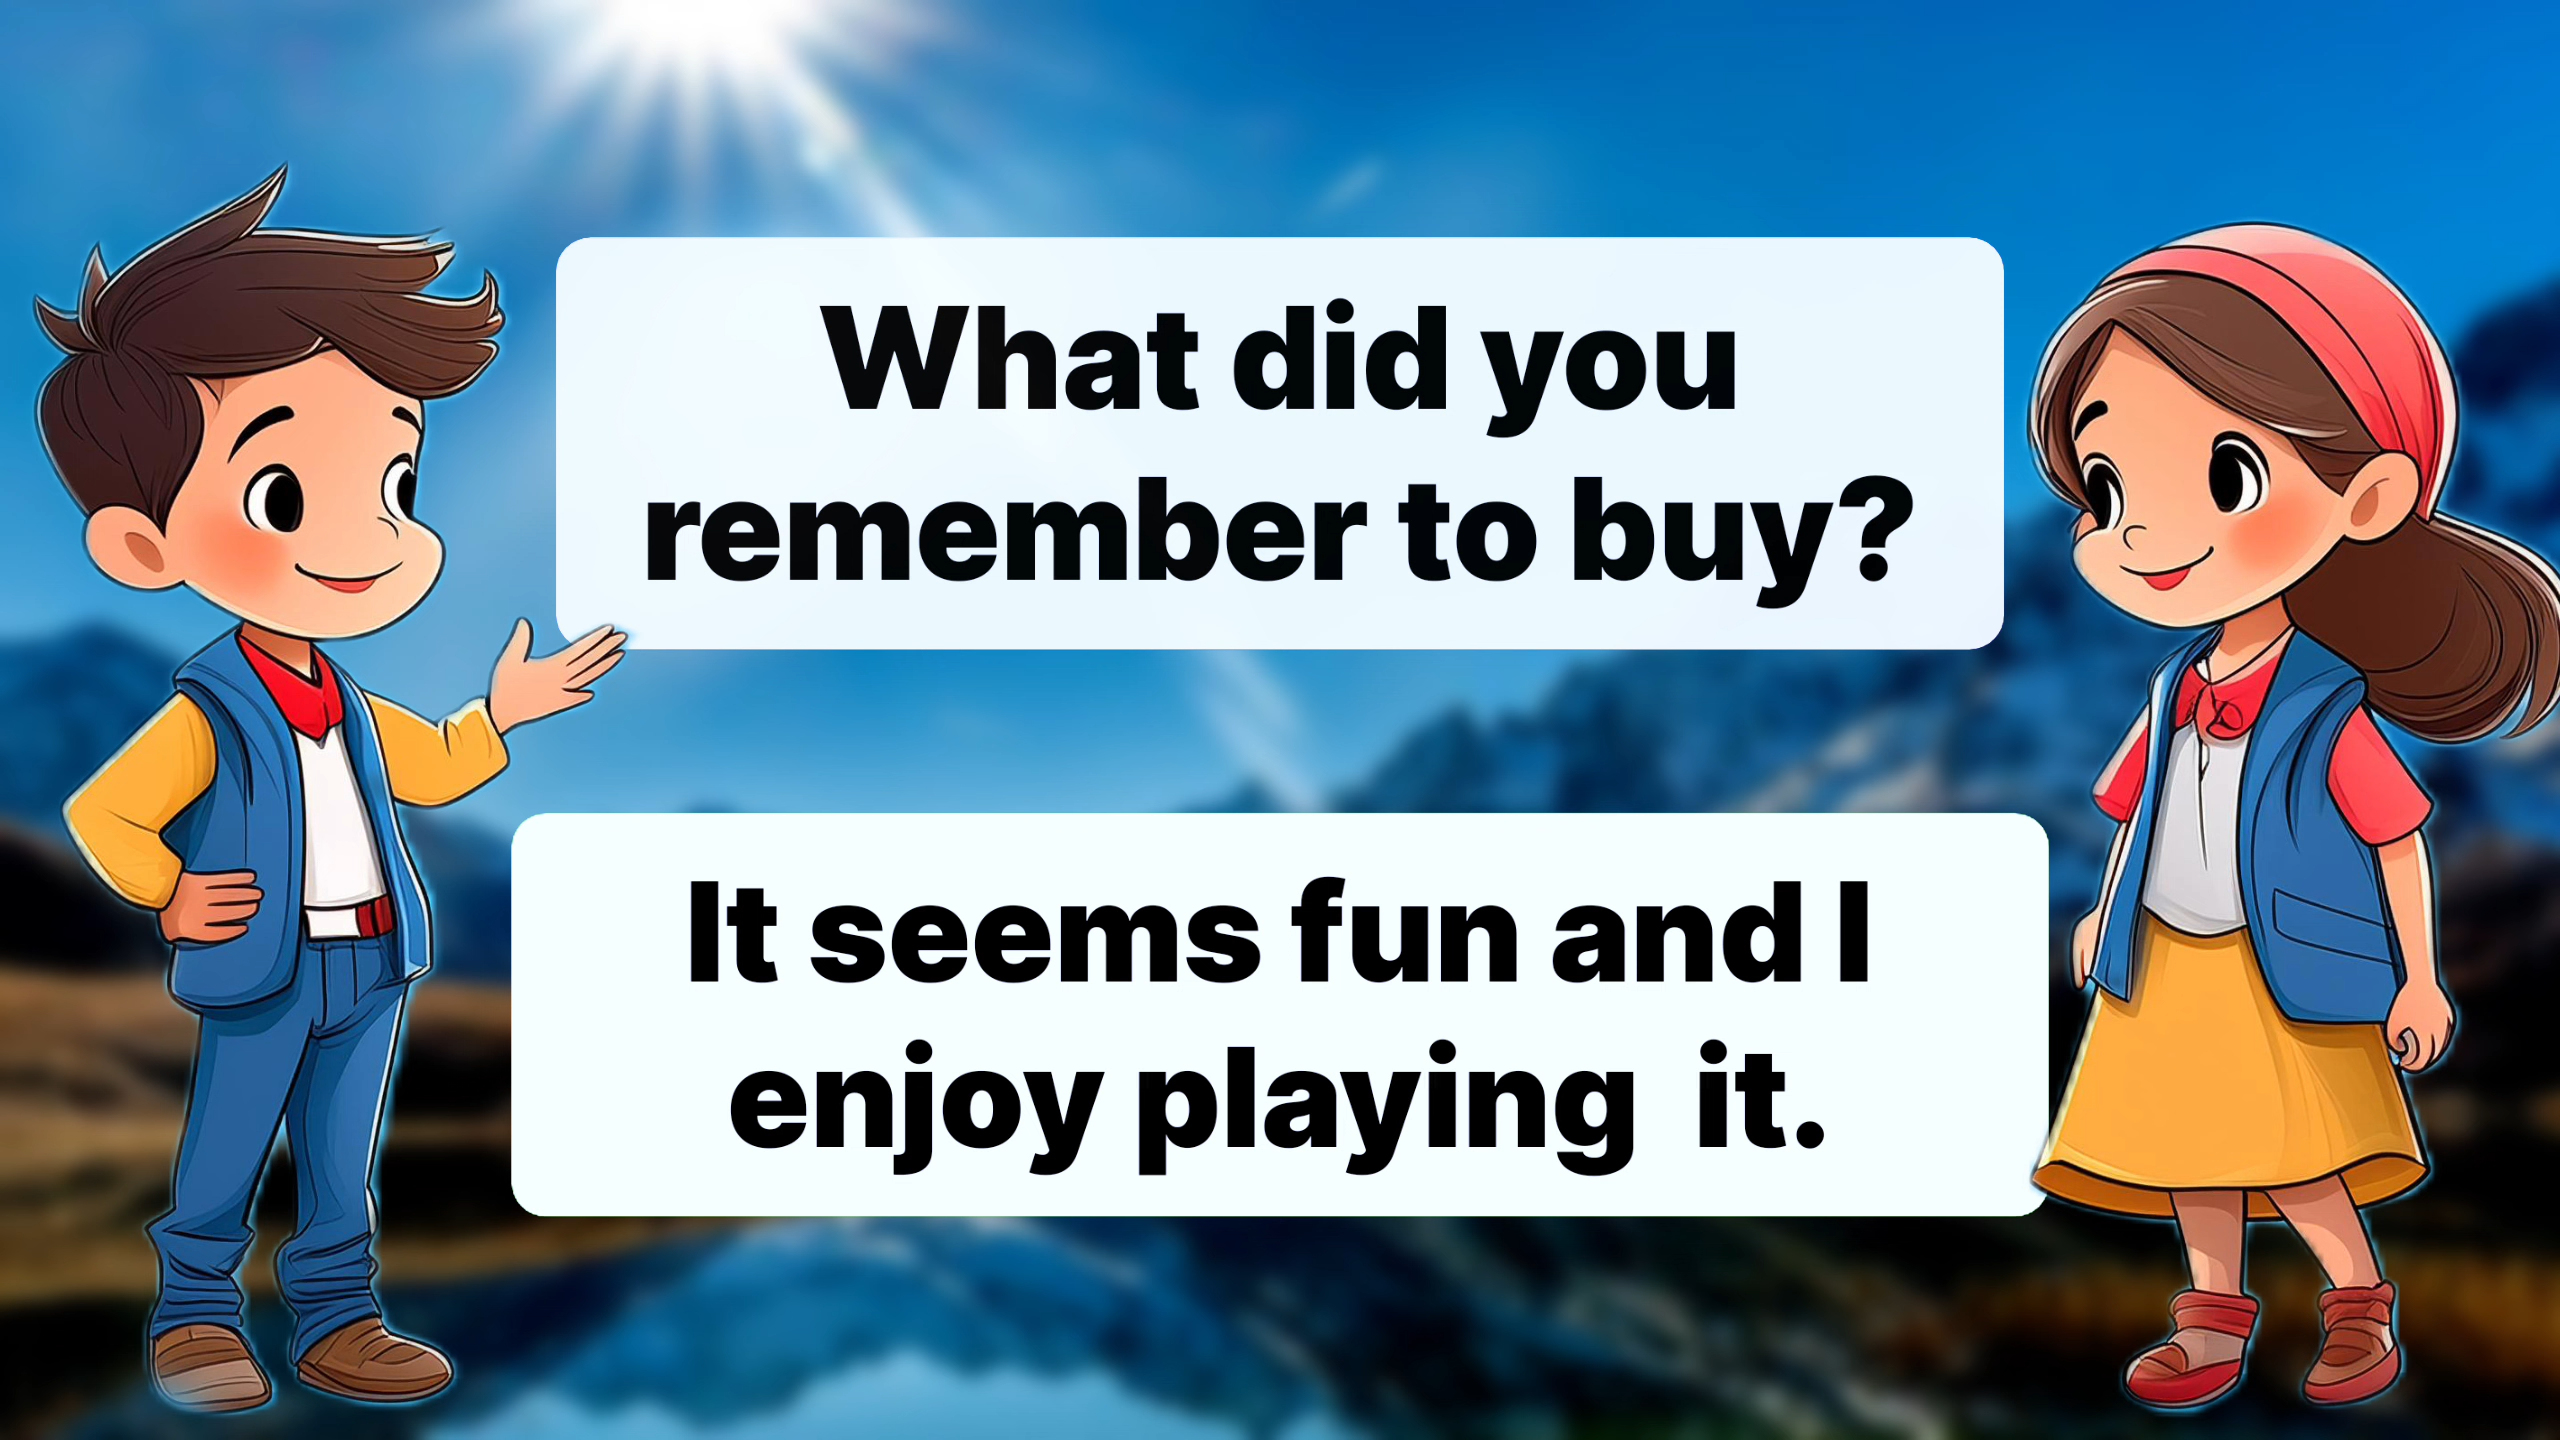 What did you
remember to buy?
It seems fun and I
enjoy playing  it.